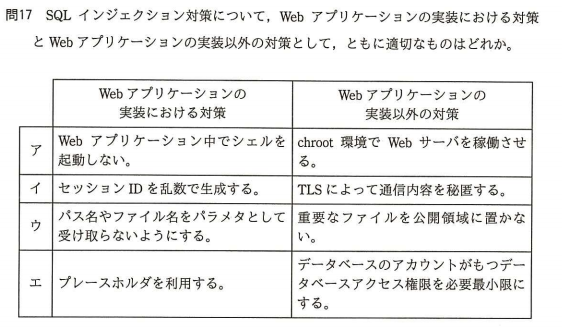 問17 SQL インジェクション対策について，Web アプリケーションの実装における対策
とWebアプリケーションの実装以外の対策として，ともに適切なものはどれか。
Web アプリケーションの
実装における対策
Web アプリケーションの
実装以外の対策
ア
Web アプリケーション中でシェルを
起動しない。
chroot 環境で Web サーバを稼働させ
る。
イ
セッション ID を乱数で生成する。
TLS によって通信内容を秘匿する。
ウ
パス名やファイル名をパラメタとして
受け取らないようにする。
重要なファイルを公開領域に置かな
い。
エ
プレースホルダを利用する。
データベースのアカウントがもつデー
タベースアクセス権限を必要最小限に
する。